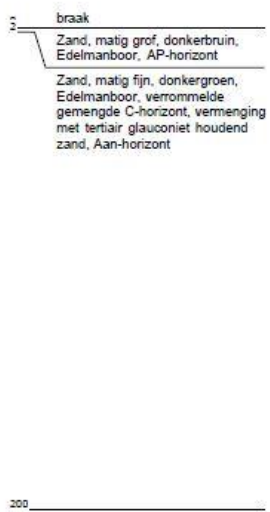 braak
Zand, matig grof, donkerbruin,
Edelmanboor, AP-horizont
Zand, matig fijn, donkergroen,
Edelmanboor, verrommelde
gemengde C-horizont, vermenging
met tertiair glauconiet houdend
zand, Aan-horizont
200